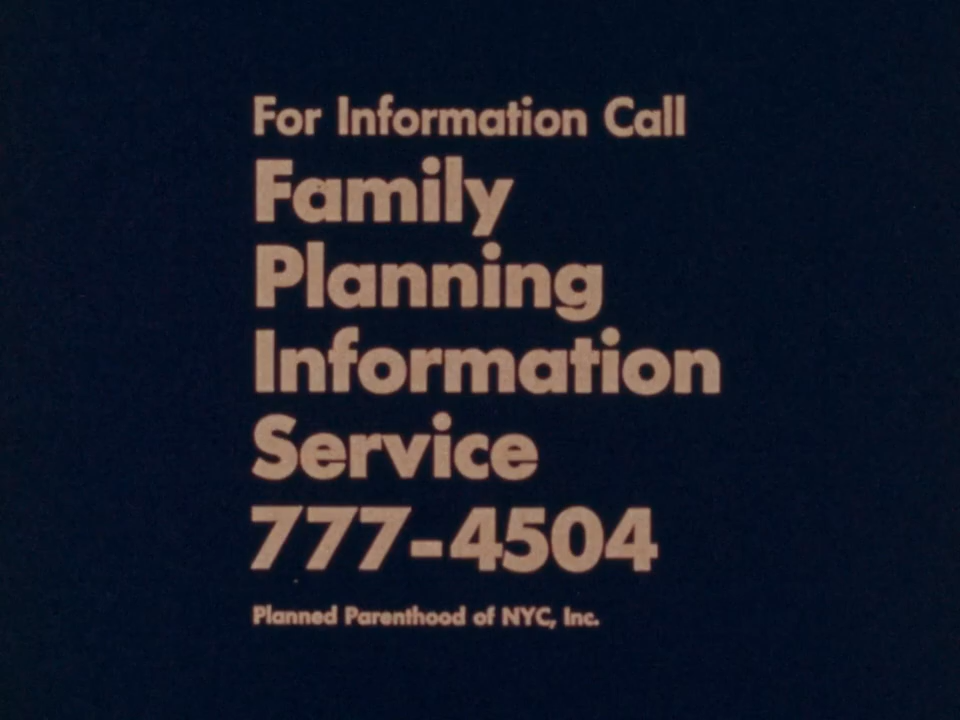 For Information Call
Family
Planning
Information
Service
777-4504
Planned Parenthood of NYC, Inc.